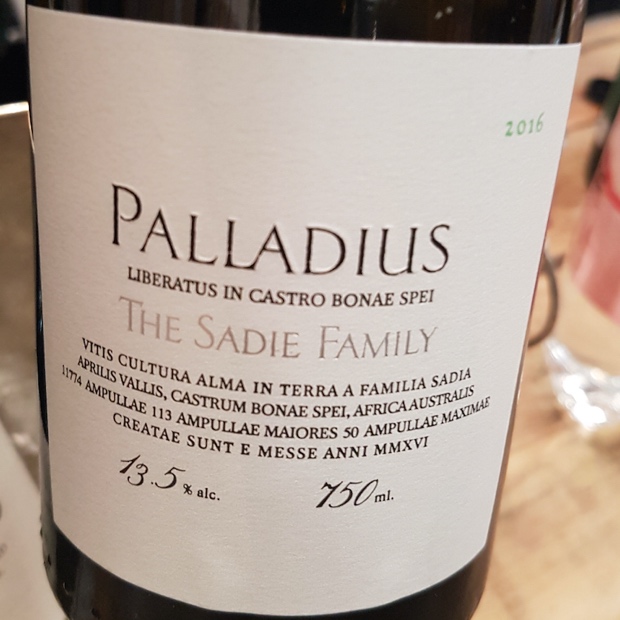 2016
PALLADIUS
LIBERATUS IN CASTRO BONAE SPEI
THE SADIE FAMILY
VITIS CULTURA ALMA IN TERRA A FAMILIA SADIA
APRILIS VALLIS, CASTRUM BONAE SPEI, AFRICA AUSTRALIS
11774 AMPULLAE 113 AMPULLAE MAIORES 50 AMPULLAE MAXIMAE
CREATAE SUNT E MESSE ANNI MMXVI
13.5 % alc. 750 ml.